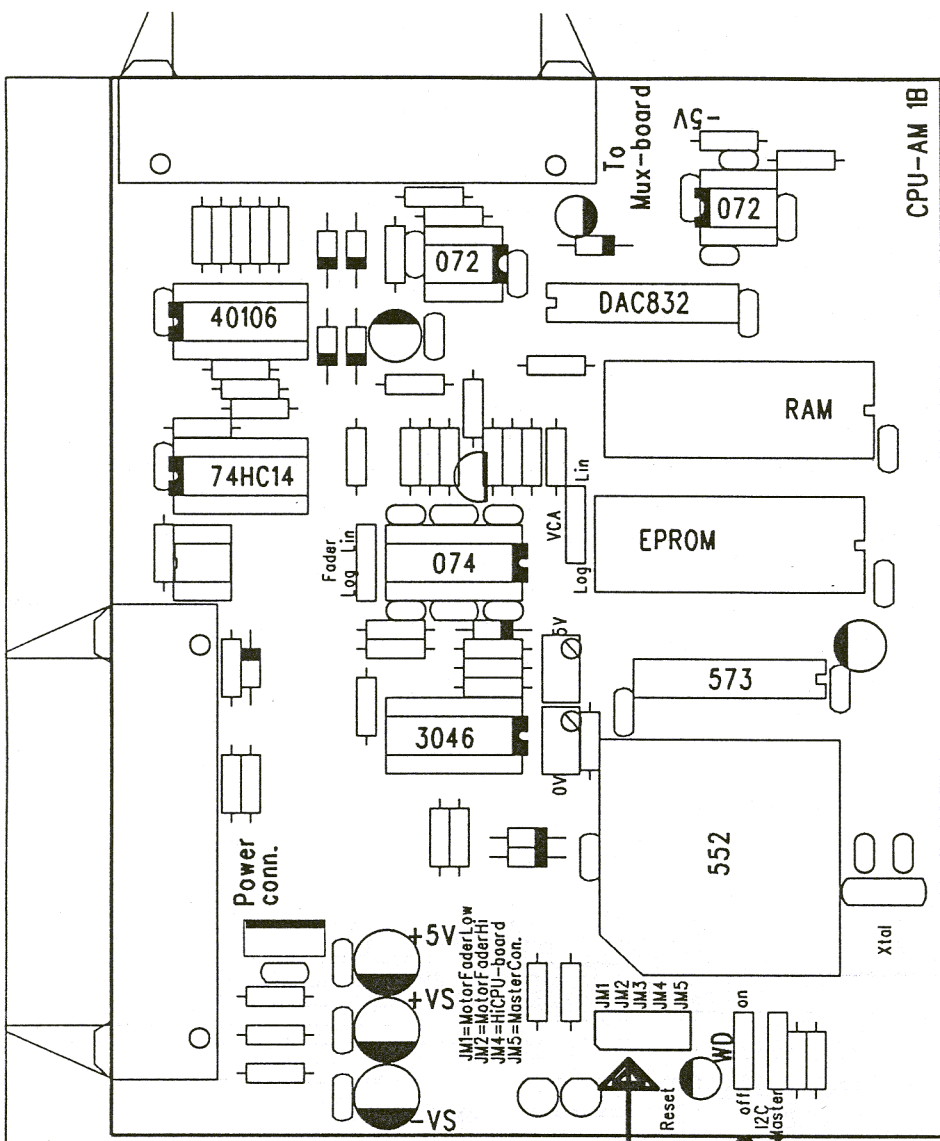 CPU-AM 1B
To
Mux-board
-5V
072
072
40106
DAC832
RAM
74HC14
Lin
VCA
Log
Fader
Log Lin
074
EPROM
5V
573
3046
0V
552
Power
conn.
Xtal
+5V
+VS
-VS
JM1=MotorFaderLow
JM2=MotorFaderHi
JM4=HiCPU-board
JM5=MasterCon.
JM1
JM2
JM3
JM4
JM5
Reset
WD
on
off
I2C
Master